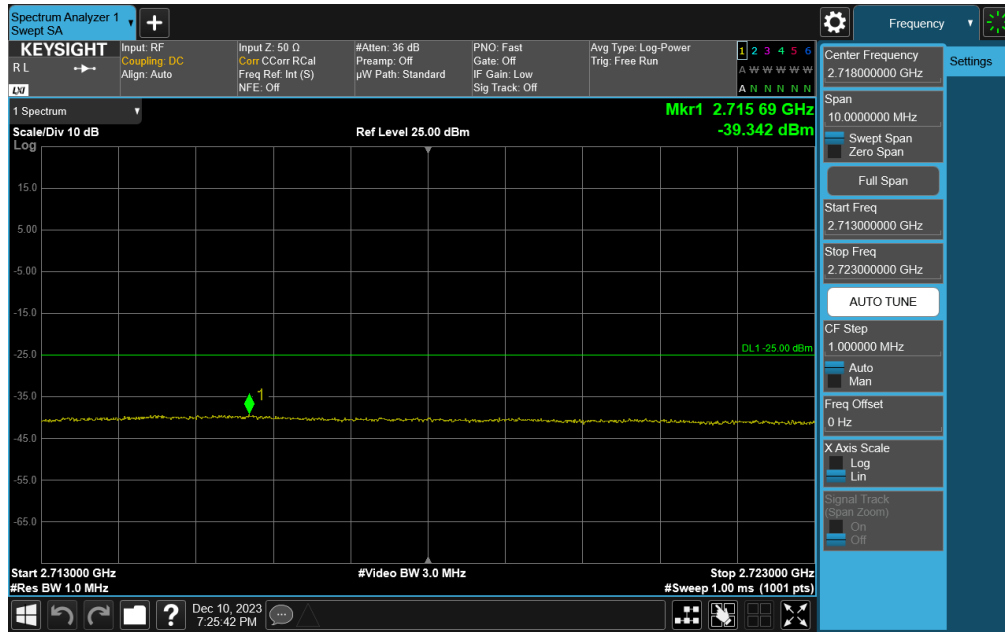 Spectrum Analyzer 1
Swept SA
Frequency
KEYSIGHT
RL
LXI
Input: RF
Coupling: DC
Align: Auto
Input Z: 50 Ω
Corr CCorr RCal
Freq Ref: Int (S)
NFE: Off
#Atten: 36 dB
Preamp: Off
µW Path: Standard
PNO: Fast
Gate: Off
IF Gain: Low
Sig Track: Off
Avg Type: Log-Power
Trig: Free Run
1 2 3 4 5 6
A W W W W W
A N N N N N
Settings
1 Spectrum
Scale/Div 10 dB
Log
Ref Level 25.00 dBm
Mkr1 2.715 69 GHz
-39.342 dBm
15.0
5.00
-5.00
-15.0
-25.0
-35.0
-45.0
-55.0
-65.0
DL1 -25.00 dBm
1
Start 2.713000 GHz
#Res BW 1.0 MHz
#Video BW 3.0 MHz
Stop 2.723000 GHz
#Sweep 1.00 ms (1001 pts)
Center Frequency
2.718000000 GHz
Span
10.0000000 MHz
Swept Span
Zero Span
Full Span
Start Freq
2.713000000 GHz
Stop Freq
2.723000000 GHz
AUTO TUNE
CF Step
1.000000 MHz
Auto
Man
Freq Offset
0 Hz
X Axis Scale
Log
Lin
Signal Track
(Span Zoom)
On
Off
?
Dec 10, 2023
7:25:42 PM